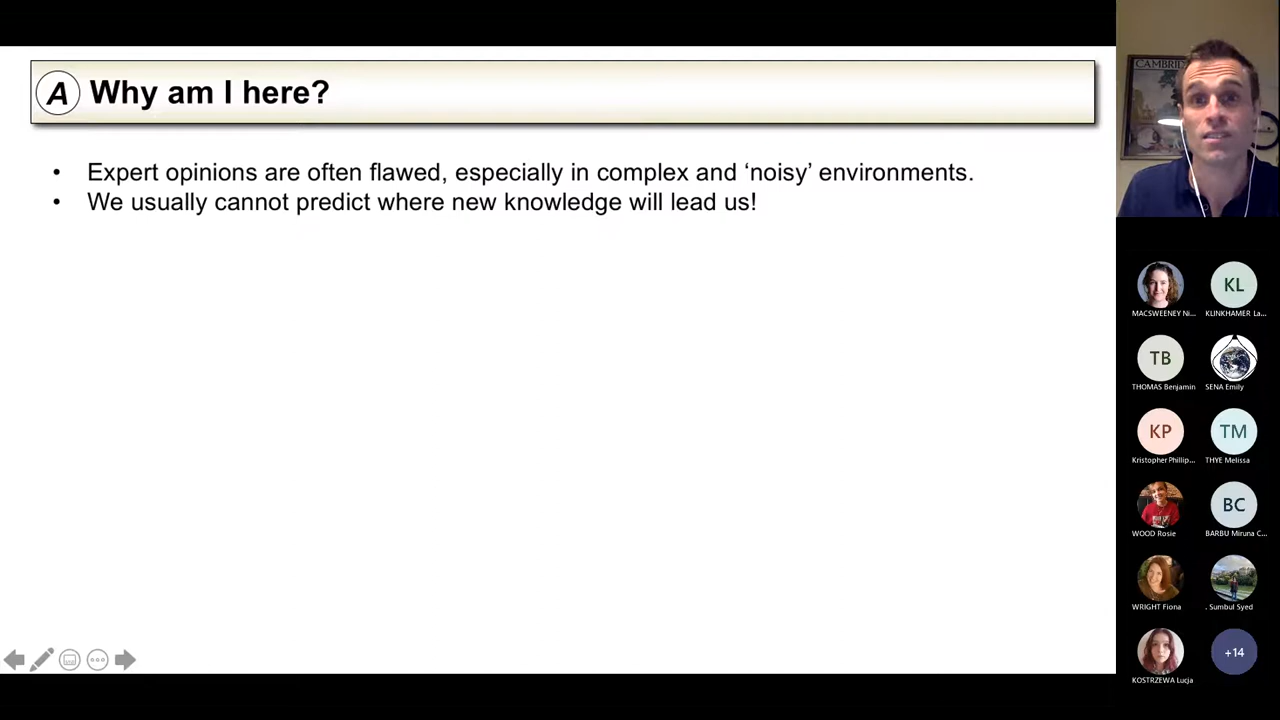 A Why am I here?
• Expert opinions are often flawed, especially in complex and ‘noisy’ environments.
• We usually cannot predict where new knowledge will lead us!
CAMBRID
MACSWEENEY Ni...
KL
KLINKHAMER La...
TB
THOMAS Benjamin
SENA Emily
KP
Kristopher Phillip...
TM
THYE Melissa
WOOD Rosie
BC
BARBU Miruna C...
WRIGHT Fiona
. Sumbul Syed
KOSTRZEWA Lucja
+14